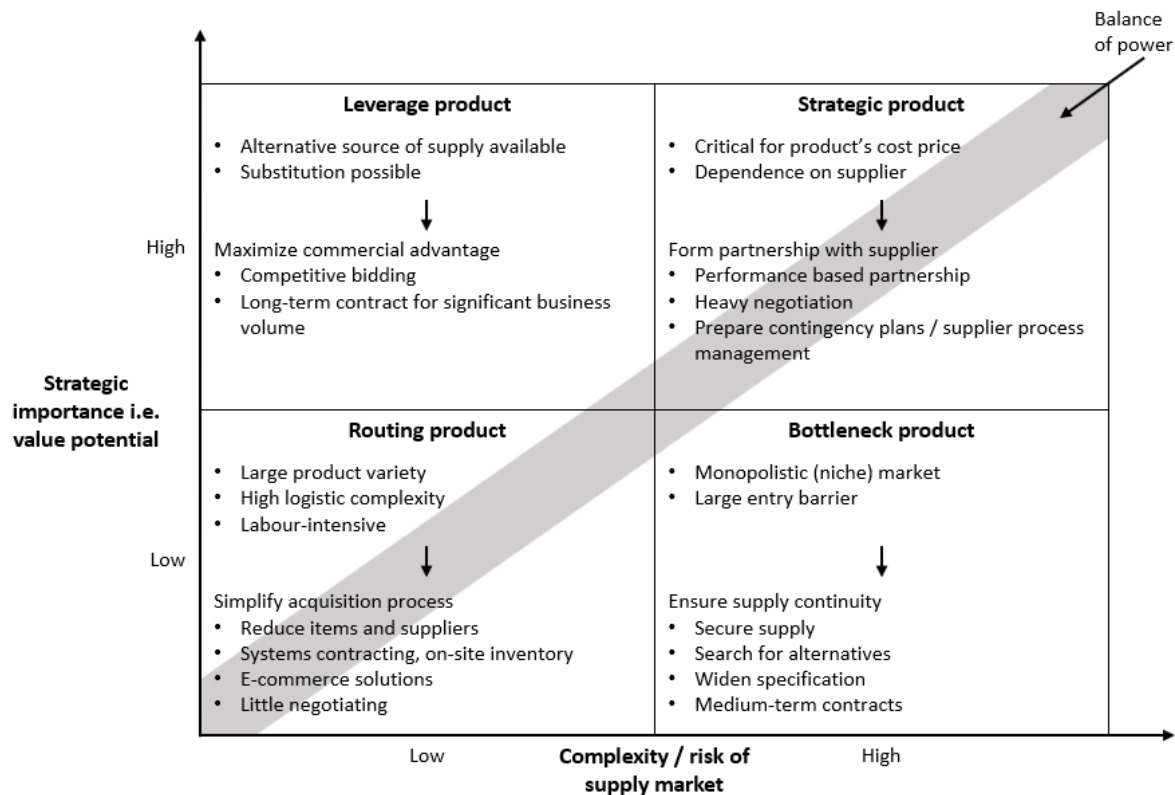 Balance
of power
Leverage product
• Alternative source of supply available
• Substitution possible
Maximize commercial advantage
• Competitive bidding
• Long-term contract for significant business
volume
Strategic product
• Critical for product's cost price
• Dependence on supplier
Form partnership with supplier
• Performance based partnership
• Heavy negotiation
• Prepare contingency plans / supplier process
management
High
Strategic
importance i.e.
value potential
Routing product
• Large product variety
• High logistic complexity
• Labour-intensive
Simplify acquisition process
• Reduce items and suppliers
• Systems contracting, on-site inventory
• E-commerce solutions
• Little negotiating
Bottleneck product
• Monopolistic (niche) market
• Large entry barrier
Ensure supply continuity
• Secure supply
• Search for alternatives
• Widen specification
• Medium-term contracts
Low
Low
Complexity / risk of
supply market
High